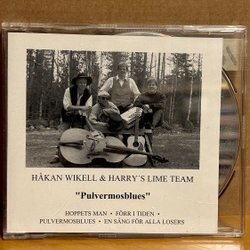 HÅKAN WIKELL & HARRY'S LIME TEAM
"Pulvermosblues"
HOPPETS MAN • FÖRR I TIDEN •
PULVERMOSBLUES • EN SÅNG FÖR ALLA LOSERS